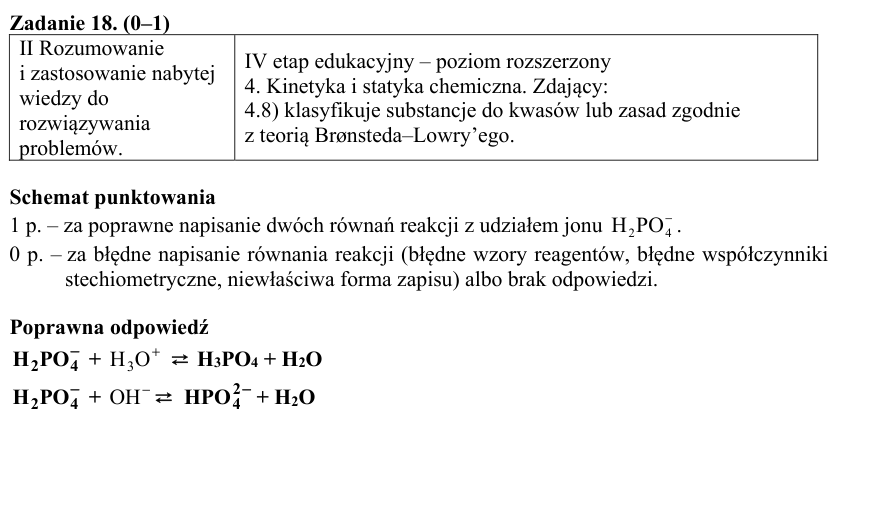 Zadanie 18. (0–1)
II Rozumowanie
i zastosowanie nabytej
wiedzy do
rozwiązywania
problemów.
IV etap edukacyjny – poziom rozszerzony
4. Kinetyka i statyka chemiczna. Zdający:
4.8) klasyfikuje substancje do kwasów lub zasad zgodnie
z teorią Brønsteda–Lowry’ego.
Schemat punktowania
1 p. – za poprawne napisanie dwóch równań reakcji z udziałem jonu H₂PO₄⁻.
0 p. – za błędne napisanie równania reakcji (błędne wzory reagentów, błędne współczynniki
stechiometryczne, niewłaściwa forma zapisu) albo brak odpowiedzi.
Poprawna odpowiedź
H₂PO₄⁻ + H₃O⁺ ⇄ H₃PO₄ + H₂O
H₂PO₄⁻ + OH⁻ ⇄ HPO₄²⁻ + H₂O